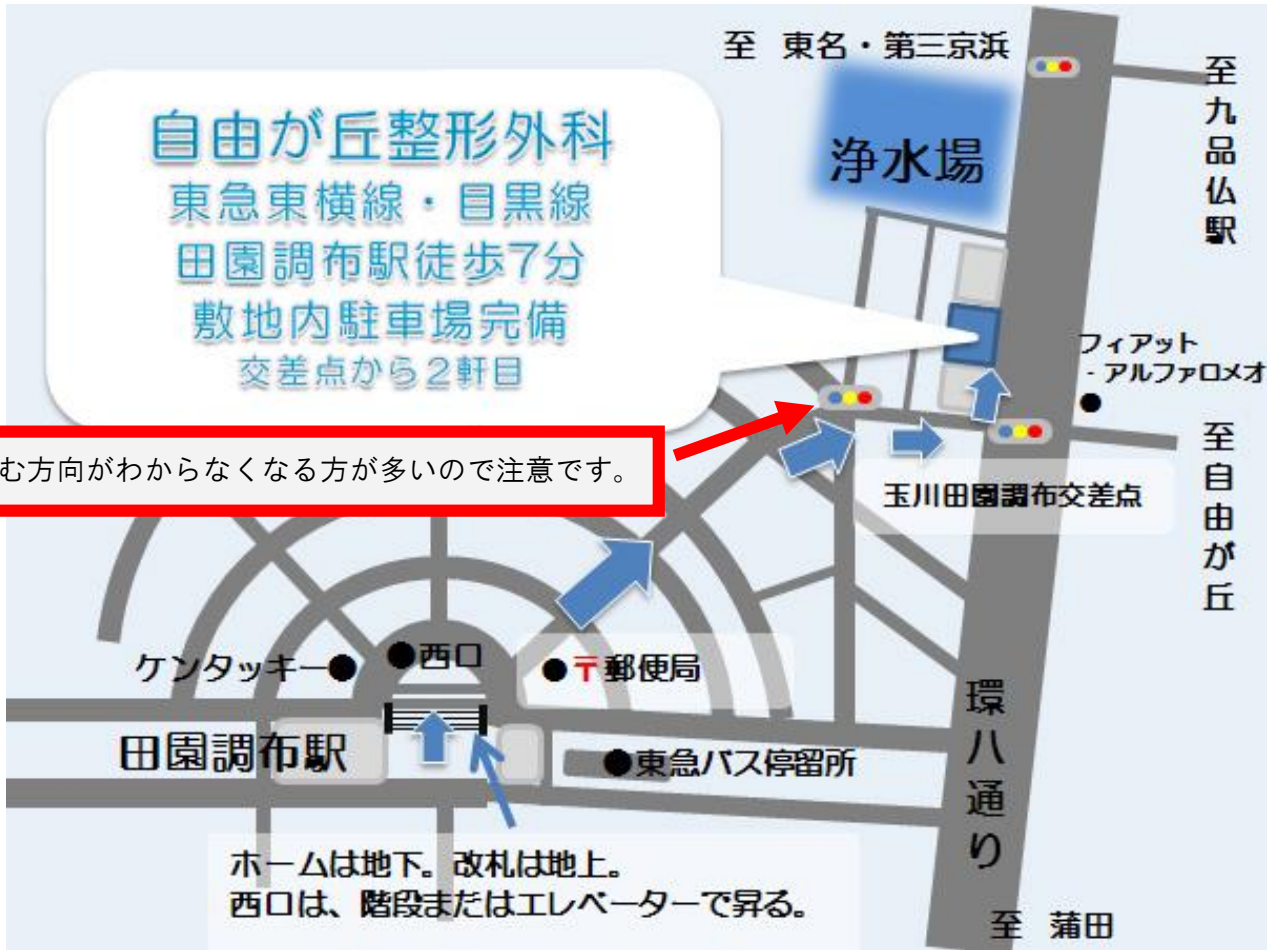 至 東名・第三京浜
至九品仏駅
自由が丘整形外科
東急東横線・目黒線
田園調布駅徒歩7分
敷地内駐車場完備
交差点から2軒目
浄水場
フィアット
・アルファロメオ
む方向がわからなくなる方が多いので注意です。
至自由が丘
玉川田園調布交差点
ケンタッキー●
●西口
●〒郵便局
環八通り
田園調布駅
●東急バス停留所
ホームは地下。改札は地上。
西口は、階段またはエレベーターで昇る。
至 蒲田